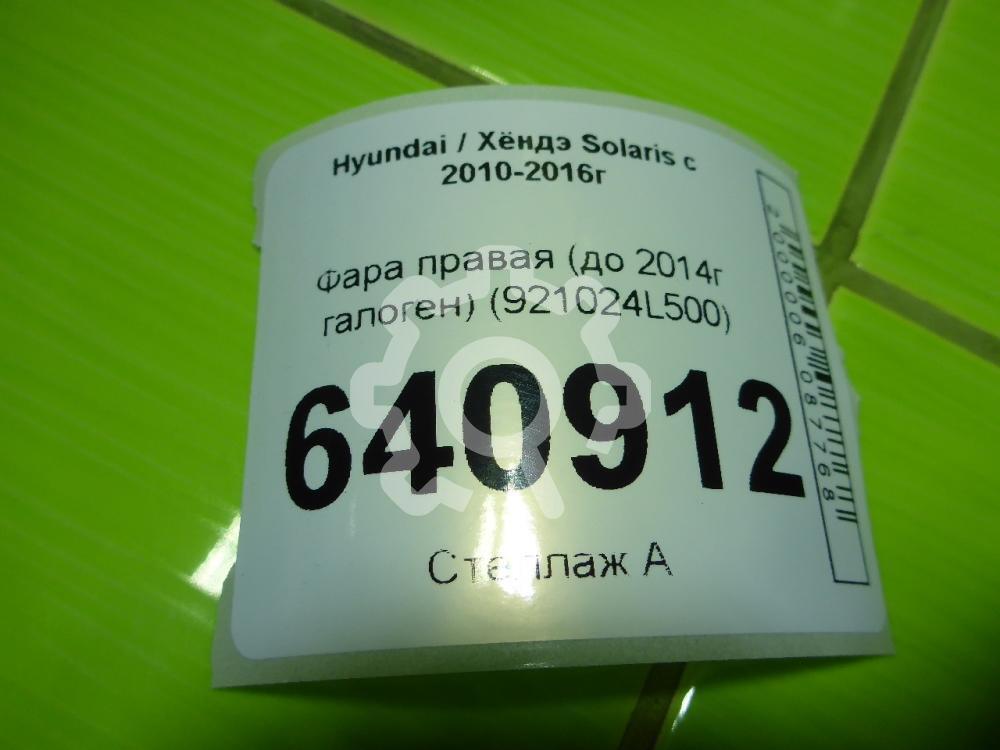 Hyundai / Хёндэ Solaris с
2010-2016г
Фара правая (до 2014г
галоген) (921024L500)
640912
Стеллаж А
2000006087768